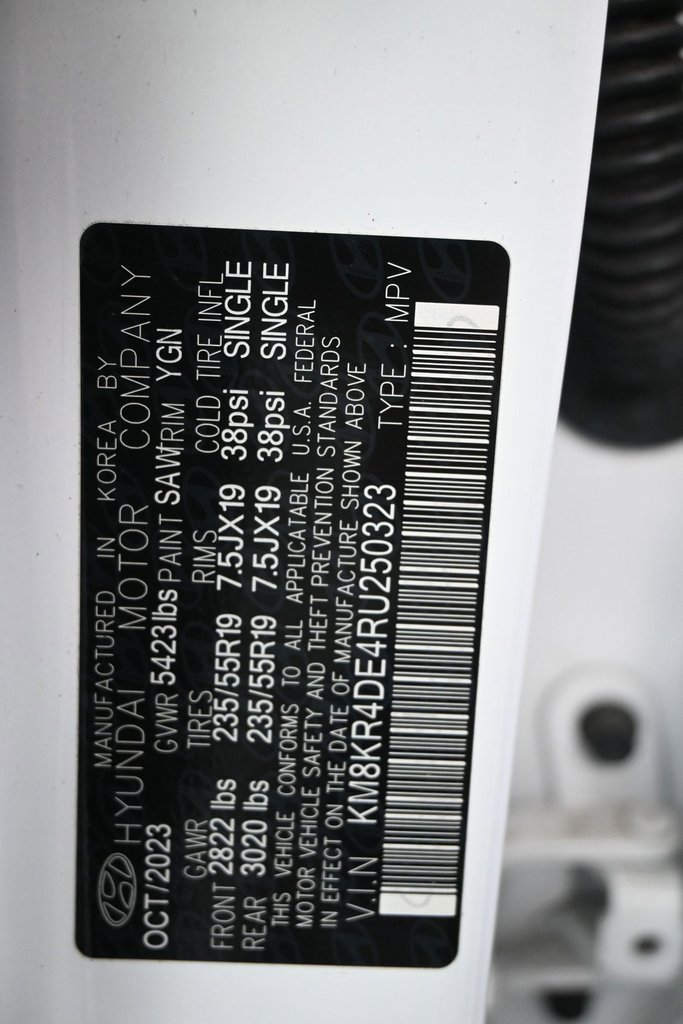 MANUFACTURED IN KOREA BY
HYUNDAI MOTOR COMPANY
OCT/2023 GVWR 5423lbs PAINT SAW TRIM YGN
GAWR TIRES RIMS COLD TIRE INFL
FRONT 2822 lbs 235/55R19 7.5JX19 38psi SINGLE
REAR 3020 lbs 235/55R19 7.5JX19 38psi SINGLE
THIS VEHICLE CONFORMS TO ALL APPLICATABLE U.S.A. FEDERAL
MOTOR VEHICLE SAFETY AND THEFT PREVENTION STANDARDS
IN EFFECT ON THE DATE OF MANUFACTURE SHOWN ABOVE
V.I.N KM8KR4DE4RU250323 TYPE : MPV